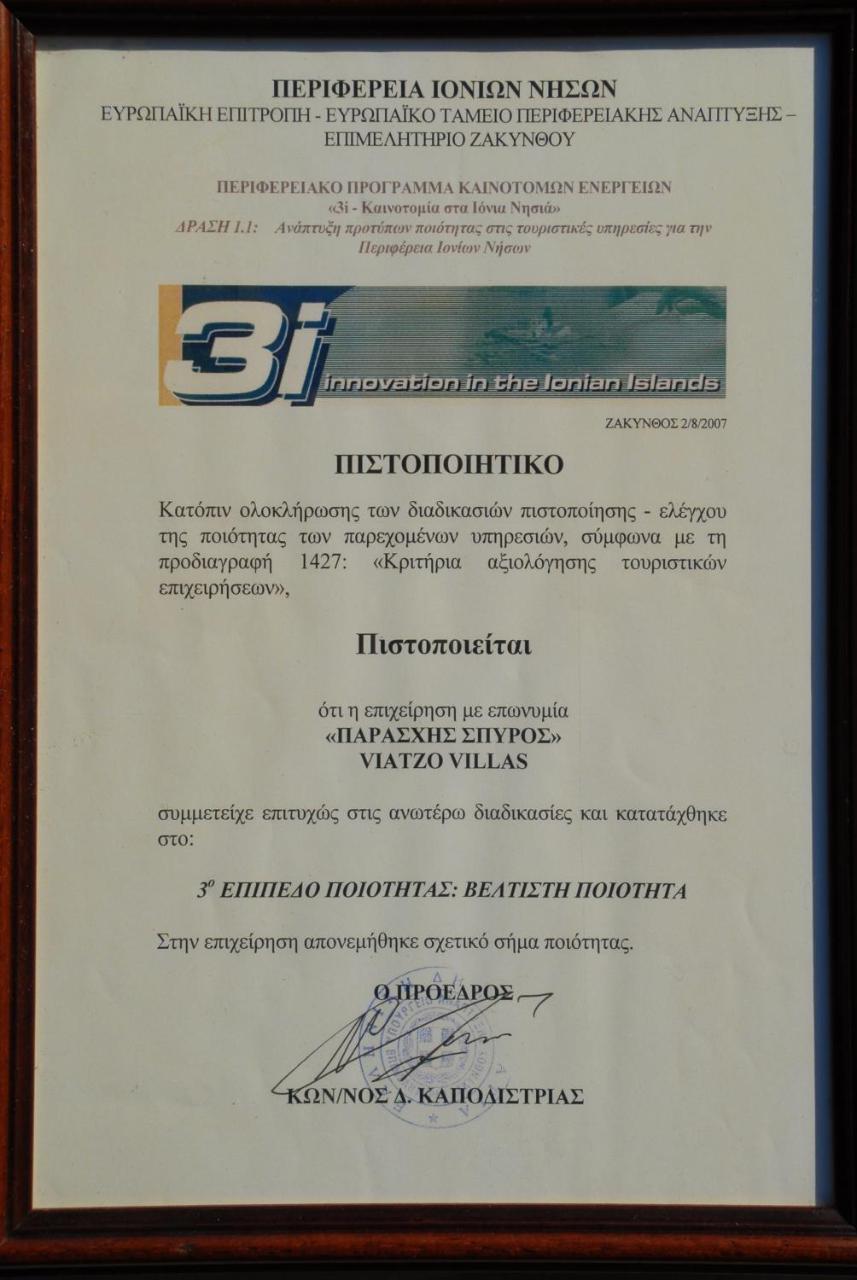 ΠΕΡΙΦΕΡΕΙΑ ΙΟΝΙΩΝ ΝΗΣΩΝ
ΕΥΡΩΠΑΪΚΗ ΕΠΙΤΡΟΠΗ - ΕΥΡΩΠΑΪΚΟ ΤΑΜΕΙΟ ΠΕΡΙΦΕΡΕΙΑΚΗΣ ΑΝΑΠΤΥΞΗΣ –
ΕΠΙΜΕΛΗΤΗΡΙΟ ΖΑΚΥΝΘΟΥ
ΠΕΡΙΦΕΡΕΙΑΚΟ ΠΡΟΓΡΑΜΜΑ ΚΑΙΝΟΤΟΜΩΝ ΕΝΕΡΓΕΙΩΝ
«3i - Καινοτομία στα Ιόνια Νησιά»
ΔΡΑΣΗ 1.1: Ανάπτυξη προτύπων ποιότητας στις τουριστικές υπηρεσίες για την
Περιφέρεια Ιονίων Νήσων
3i innovation in the Ionian Islands
ΖΑΚΥΝΘΟΣ 2/8/2007
ΠΙΣΤΟΠΟΙΗΤΙΚΟ
Κατόπιν ολοκλήρωσης των διαδικασιών πιστοποίησης - ελέγχου
της ποιότητας των παρεχομένων υπηρεσιών, σύμφωνα με τη
προδιαγραφή 1427: «Κριτήρια αξιολόγησης τουριστικών
επιχειρήσεων»,
Πιστοποιείται
ότι η επιχείρηση με επωνυμία
«ΠΑΡΑΣΧΗΣ ΣΠΥΡΟΣ»
VIATZO VILLAS
συμμετείχε επιτυχώς στις ανωτέρω διαδικασίες και κατατάχθηκε
στο:
3º ΕΠΙΠΕΔΟ ΠΟΙΟΤΗΤΑΣ: ΒΕΛΤΙΣΤΗ ΠΟΙΟΤΗΤΑ
Στην επιχείρηση απονεμήθηκε σχετικό σήμα ποιότητας.
Ο ΠΡΟΕΔΡΟΣ
ΚΩΝ/ΝΟΣ Δ. ΚΑΠΟΔΙΣΤΡΙΑΣ